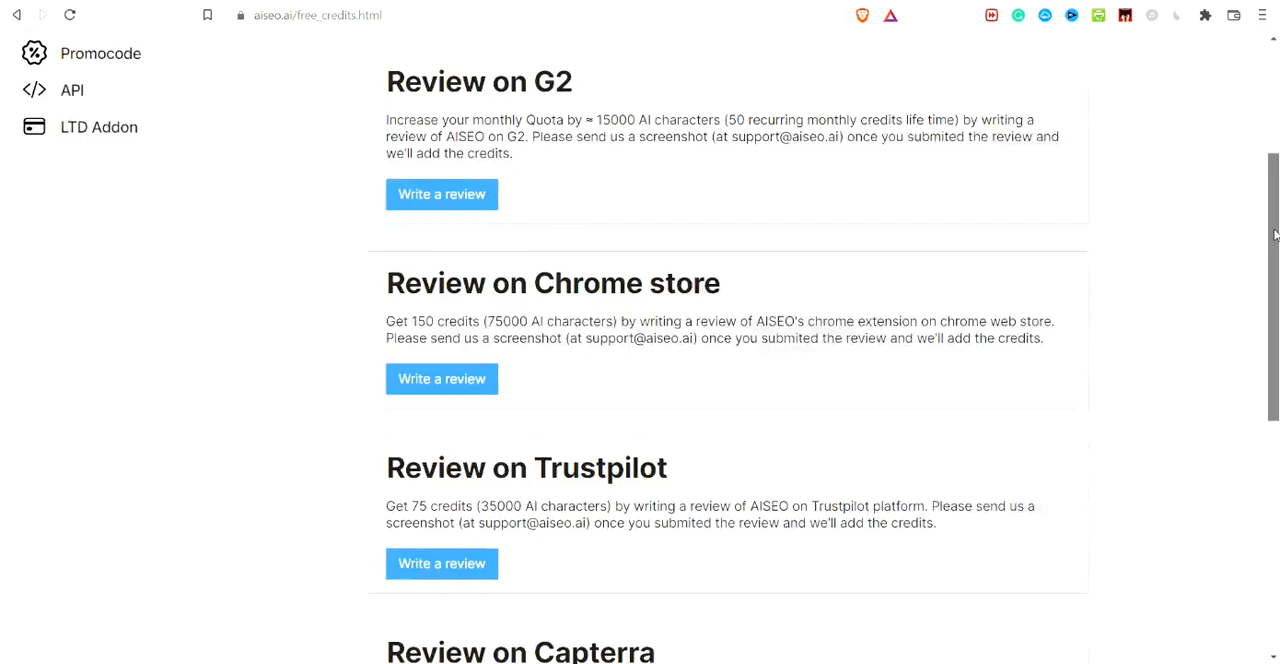 aiseo.ai/free_credits.html
Promocode
API
LTD Addon
Review on G2
Increase your monthly Quota by ≈ 15000 AI characters (50 recurring monthly credits life time) by writing a
review of AISEO on G2. Please send us a screenshot (at support@aiseo.ai) once you submited the review and
we'll add the credits.
Write a review
Review on Chrome store
Get 150 credits (75000 AI characters) by writing a review of AISEO's chrome extension on chrome web store.
Please send us a screenshot (at support@aiseo.ai) once you submited the review and we'll add the credits.
Write a review
Review on Trustpilot
Get 75 credits (35000 AI characters) by writing a review of AISEO on Trustpilot platform. Please send us a
screenshot (at support@aiseo.ai) once you submited the review and we'll add the credits.
Write a review
Review on Capterra